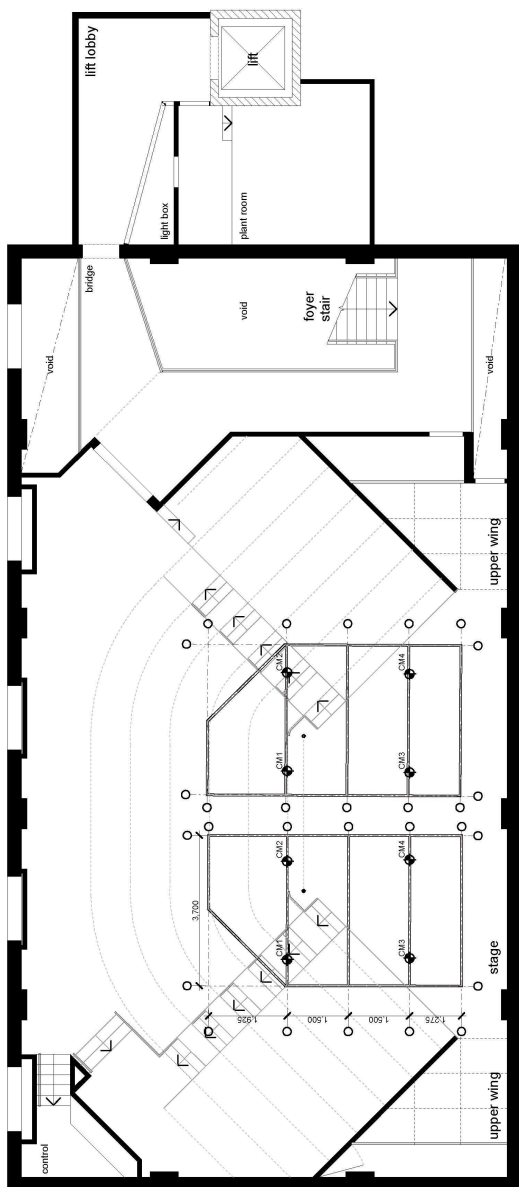 lift lobby
lift
light box
plant room
bridge
void
void
foyer
stair
void
upper wing
CM2
CM4
CM1
CM3
CM2
CM4
3,700
CM1
CM3
stage
1,925
1,500
1,500
1,275
upper wing
control